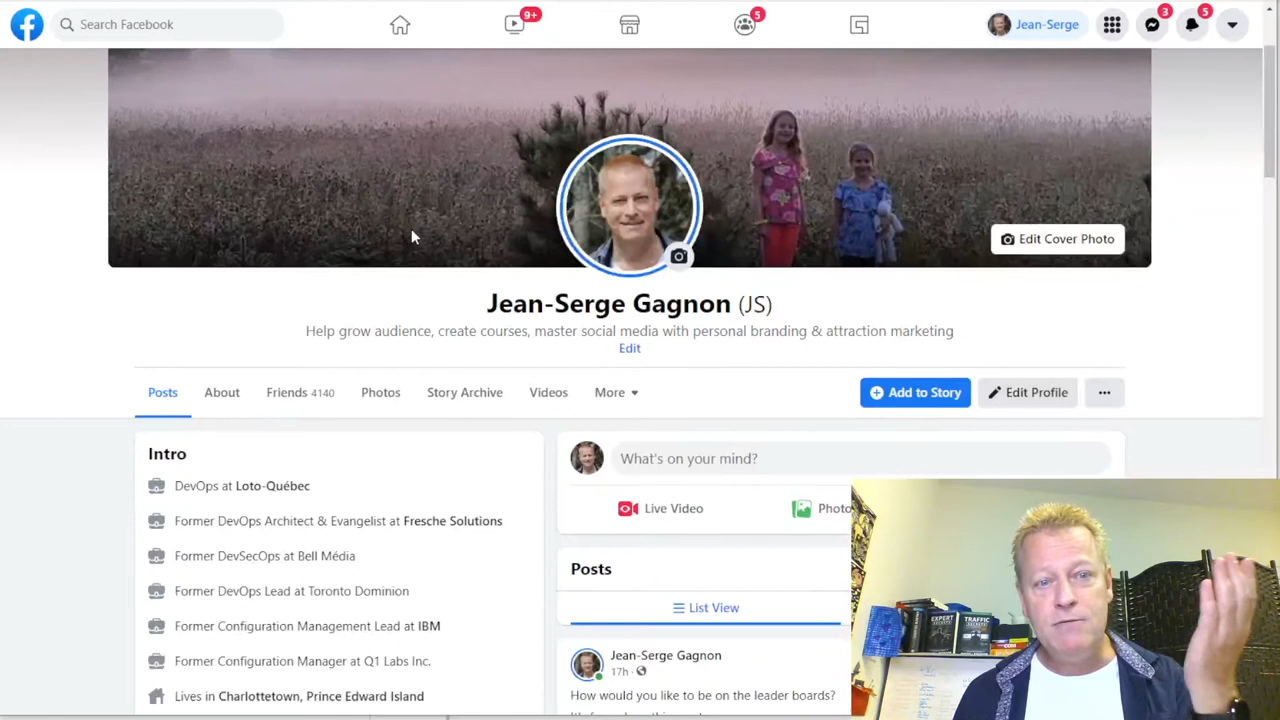 Search Facebook
9+
5
Jean-Serge
3
5
Edit Cover Photo
Jean-Serge Gagnon (JS)
Help grow audience, create courses, master social media with personal branding & attraction marketing
Edit
Posts About Friends 4140 Photos Story Archive Videos More
Add to Story Edit Profile
Intro
DevOps at Loto-Québec
Former DevOps Architect & Evangelist at Fresche Solutions
Former DevSecOps at Bell Média
Former DevOps Lead at Toronto Dominion
Former Configuration Management Lead at IBM
Former Configuration Manager at Q1 Labs Inc.
Lives in Charlottetown, Prince Edward Island
What's on your mind?
Live Video Photo
Posts
List View
Jean-Serge Gagnon
17h
How would you like to be on the leader boards?
EXPERT SECRETS
TRAFFIC SECRETS